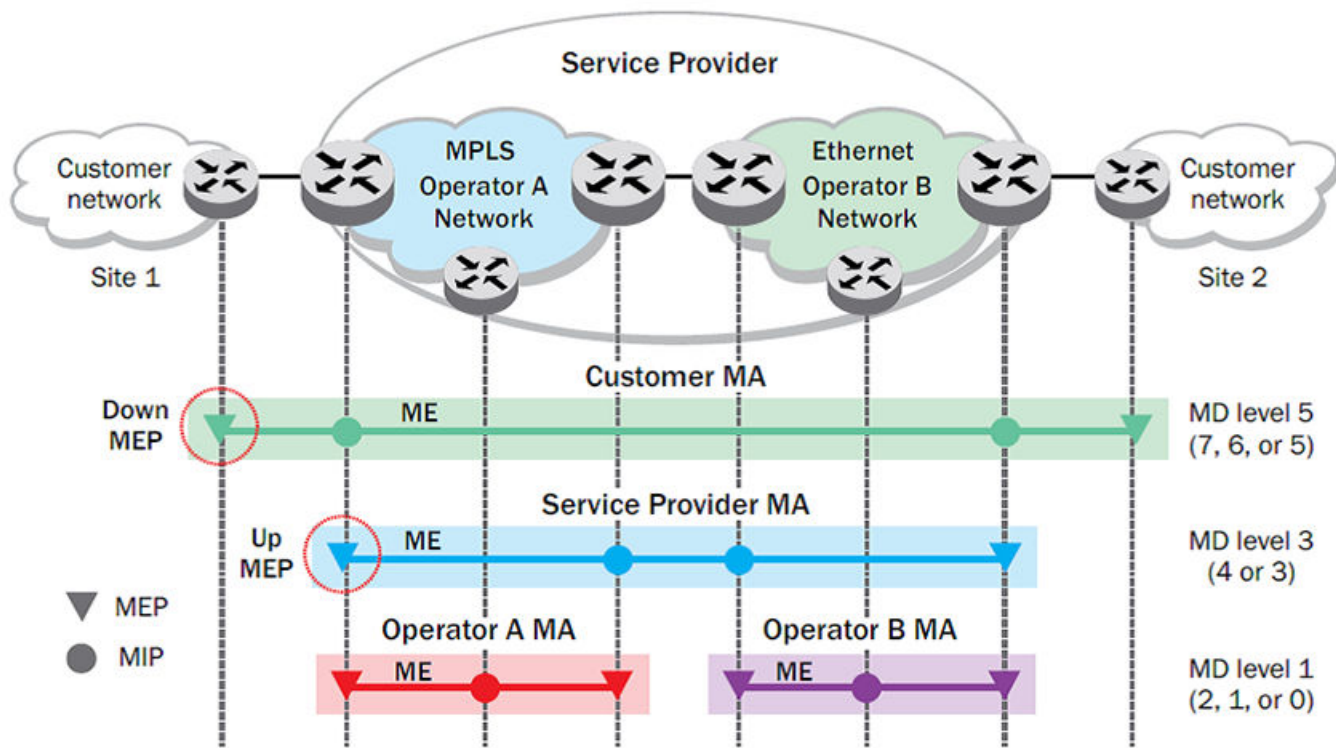 Service Provider
Customer
network
MPLS
Operator A
Network
Ethernet
Operator B
Network
Customer
network
Site 1
Site 2
Customer MA
Down
MEP
ME
MD level 5
(7, 6, or 5)
Service Provider MA
Up
MEP
ME
MD level 3
(4 or 3)
MEP
MIP
Operator A MA
Operator B MA
ME
ME
MD level 1
(2, 1, or 0)